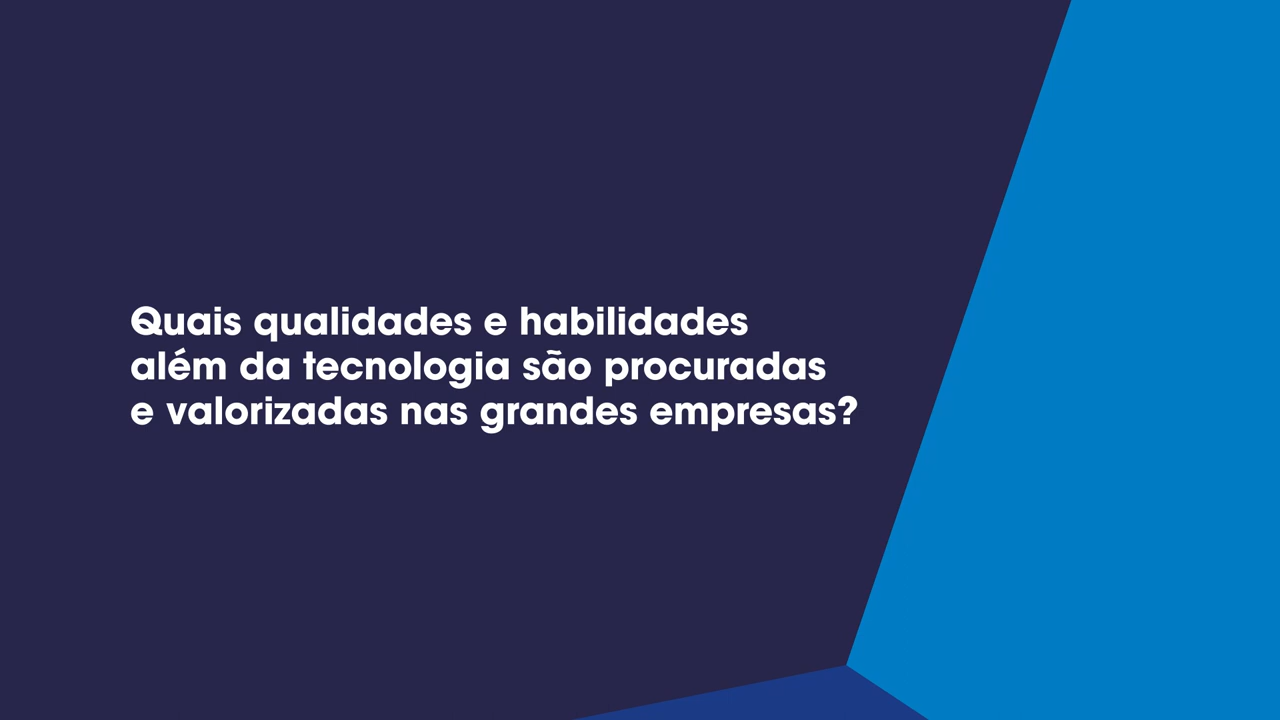 Quais qualidades e habilidades
além da tecnologia são procuradas
e valorizadas nas grandes empresas?